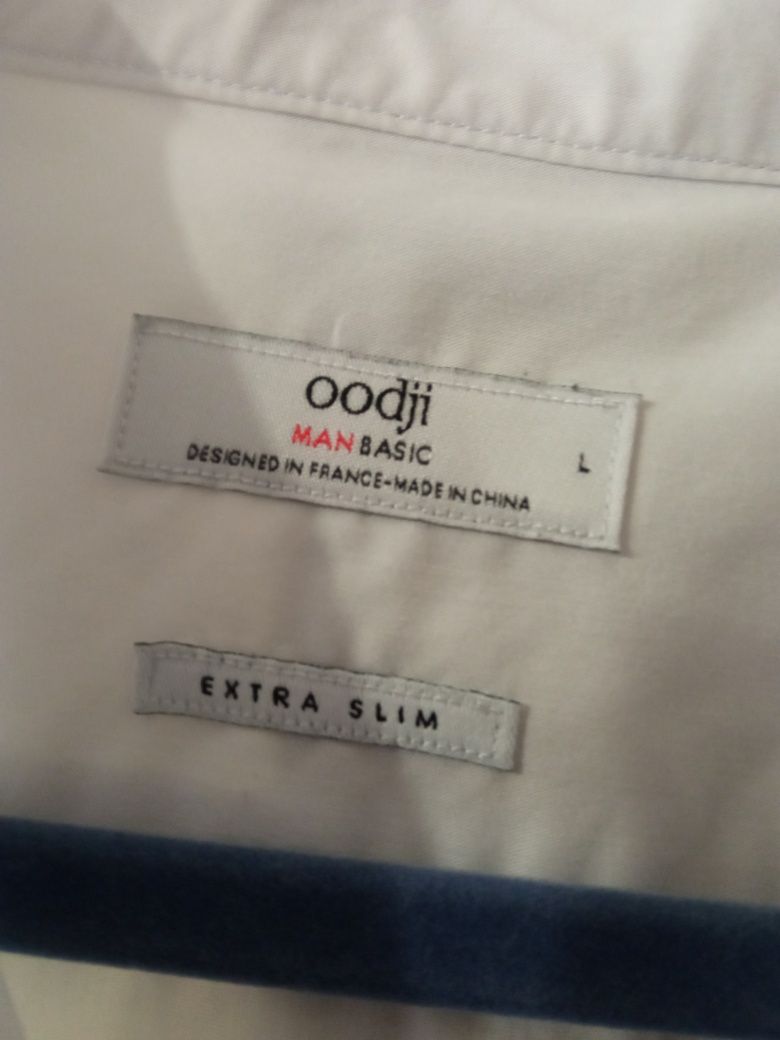 oodji
MAN BASIC
L
DESIGNED IN FRANCE-MADE IN CHINA
EXTRA SLIM